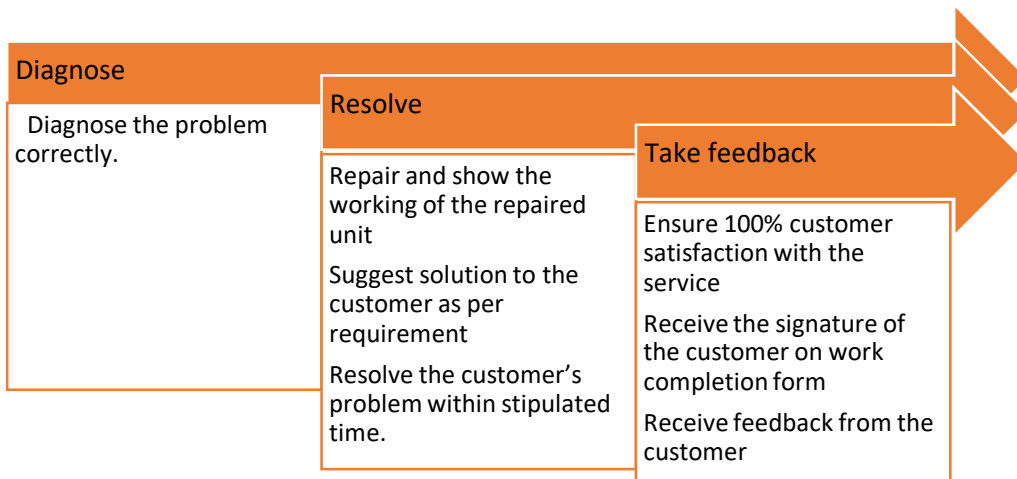 Diagnose
Diagnose the problem
correctly.
Resolve
Repair and show the
working of the repaired
unit
Suggest solution to the
customer as per
requirement
Resolve the customer's
problem within stipulated
time.
Take feedback
Ensure 100% customer
satisfaction with the
service
Receive the signature of
the customer on work
completion form
Receive feedback from the
customer